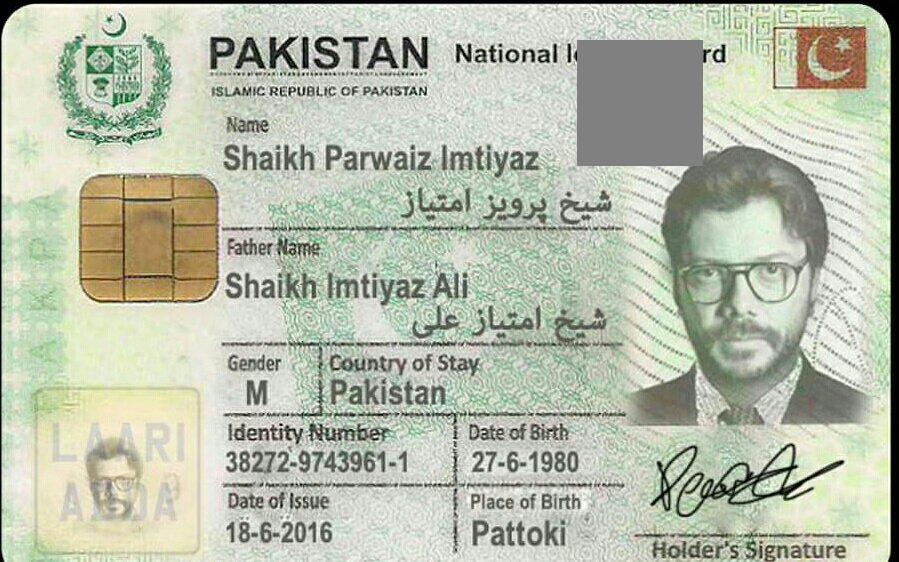 PAKISTAN National
ISLAMIC REPUBLIC OF PAKISTAN
Name
Shaikh Parwaiz Imtiyaz
شیخ پرویز امتیاز
Father Name
Shaikh Imtiyaz Ali
شیخ امتیاز علی
Gender Country of Stay
M Pakistan
Identity Number Date of Birth
38272-9743961-1 27-6-1980
Date of Issue Place of Birth
18-6-2016 Pattoki
Holder's Signature
LAARI
ADDA